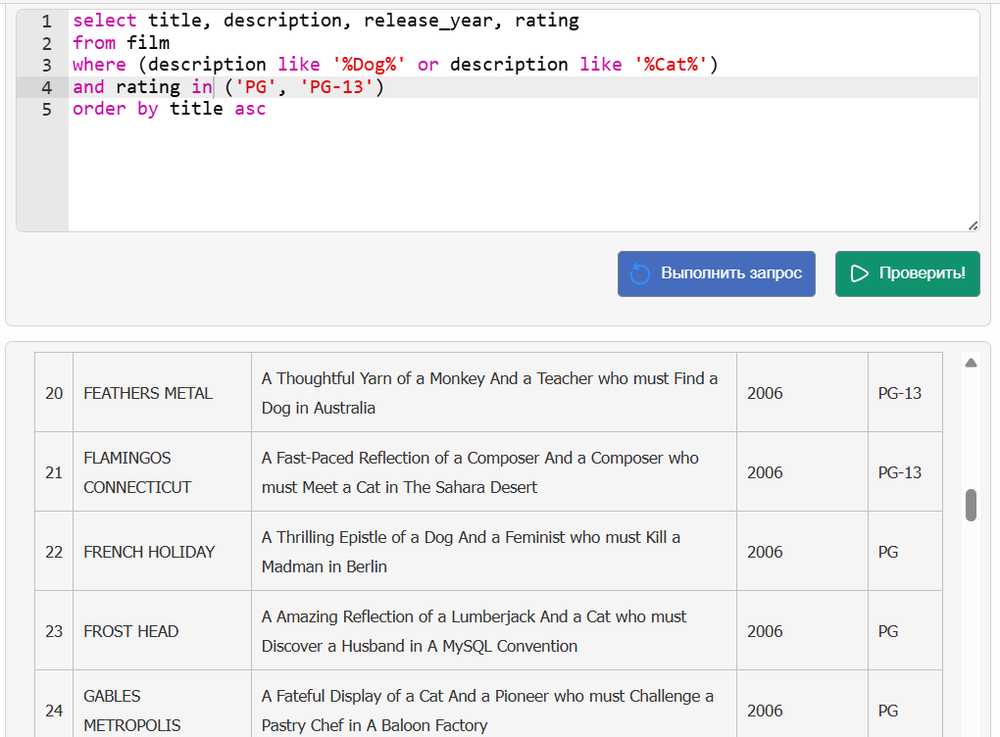 1 select title, description, release_year, rating
2 from film
3 where (description like '%Dog%' or description like '%Cat%')
4 and rating in ('PG', 'PG-13')
5 order by title asc
Выполнить запрос
Проверить!
20 FEATHERS METAL A Thoughtful Yarn of a Monkey And a Teacher who must Find a
Dog in Australia 2006 PG-13
21 FLAMINGOS
CONNECTICUT A Fast-Paced Reflection of a Composer And a Composer who
must Meet a Cat in The Sahara Desert 2006 PG-13
22 FRENCH HOLIDAY A Thrilling Epistle of a Dog And a Feminist who must Kill a
Madman in Berlin 2006 PG
23 FROST HEAD A Amazing Reflection of a Lumberjack And a Cat who must
Discover a Husband in A MySQL Convention 2006 PG
24 GABLES
METROPOLIS A Fateful Display of a Cat And a Pioneer who must Challenge a
Pastry Chef in A Baloon Factory 2006 PG